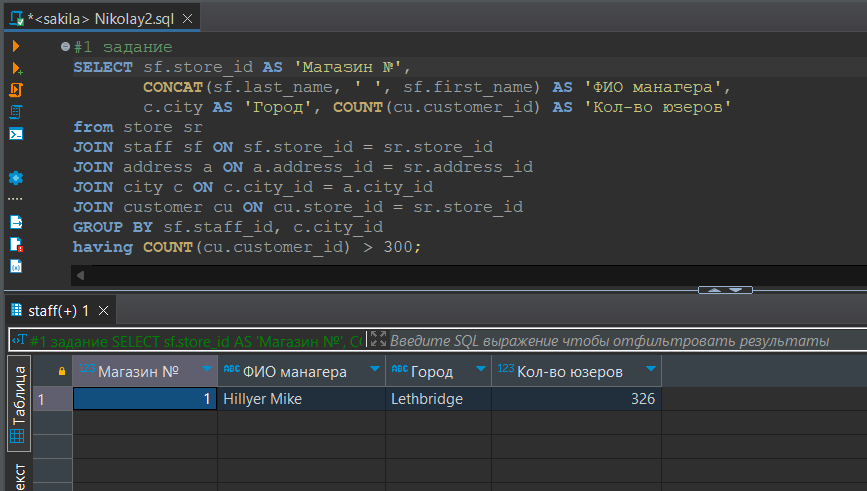 *<sakila> Nikolay2.sql
#1 задание
SELECT sf.store_id AS 'Магазин №',
CONCAT(sf.last_name, ' ', sf.first_name) AS 'ФИО манагера',
c.city AS 'Город', COUNT(cu.customer_id) AS 'Кол-во юзеров'
from store sr
JOIN staff sf ON sf.store_id = sr.store_id
JOIN address a ON a.address_id = sr.address_id
JOIN city c ON c.city_id = a.city_id
JOIN customer cu ON cu.store_id = sr.store_id
GROUP BY sf.staff_id, c.city_id
having COUNT(cu.customer_id) > 300;
staff(+) 1
#1 задание SELECT sf.store_id AS 'Магазин №', CO Введите SQL выражение чтобы отфильтровать результаты
Таблица
123 Магазин № ABC ФИО манагера ABC Город 123 Кол-во юзеров
1 1 Hillyer Mike Lethbridge 326